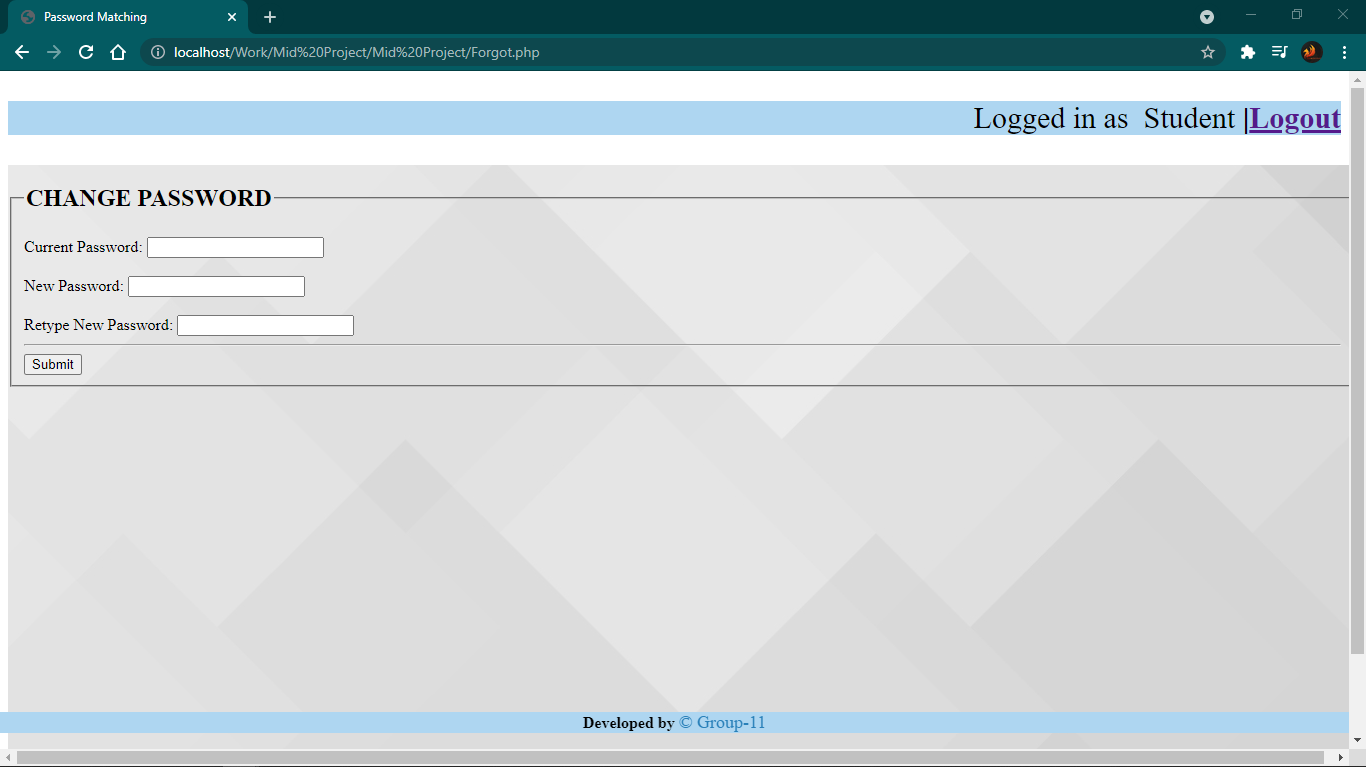 Password Matching
localhost/Work/Mid%20Project/Mid%20Project/Forgot.php
Logged in as Student |Logout
CHANGE PASSWORD
Current Password:
New Password:
Retype New Password:
Submit
Developed by © Group-11